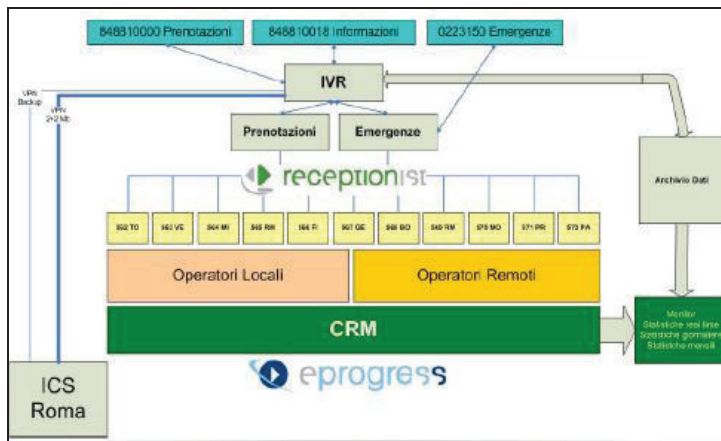 848810000 Prenotazioni
848810018 Informazioni
0223150 Emergenze
IVR
VPN
Backup
VPN
2+2 Mb
Prenotazioni
Emergenze
receptionist
Archivio Dati
562 TO
563 VE
564 MI
565 RM
566 FI
567 GE
568 BO
569 RM
570 MO
571 PR
572 PA
Operatori Locali
Operatori Remoti
CRM
Monitor
Statistiche real time
Statistiche giornaliere
Statistiche mensili
ICS
Roma
eprogress